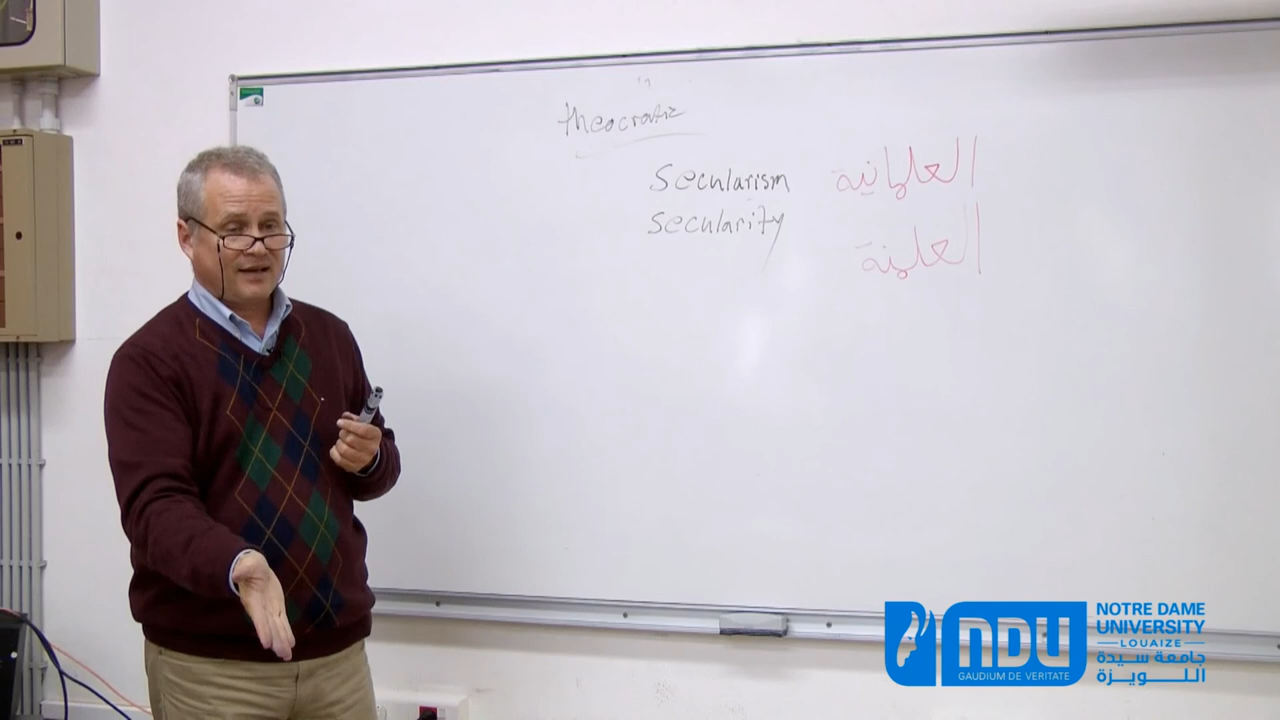 theocratic
Secularism العلمانية
Secularity العلمنة
NDU
GAUDIUM DE VERITATE
NOTRE DAME
UNIVERSITY
LOUAIZE
جامعة سيدة
اللويزة